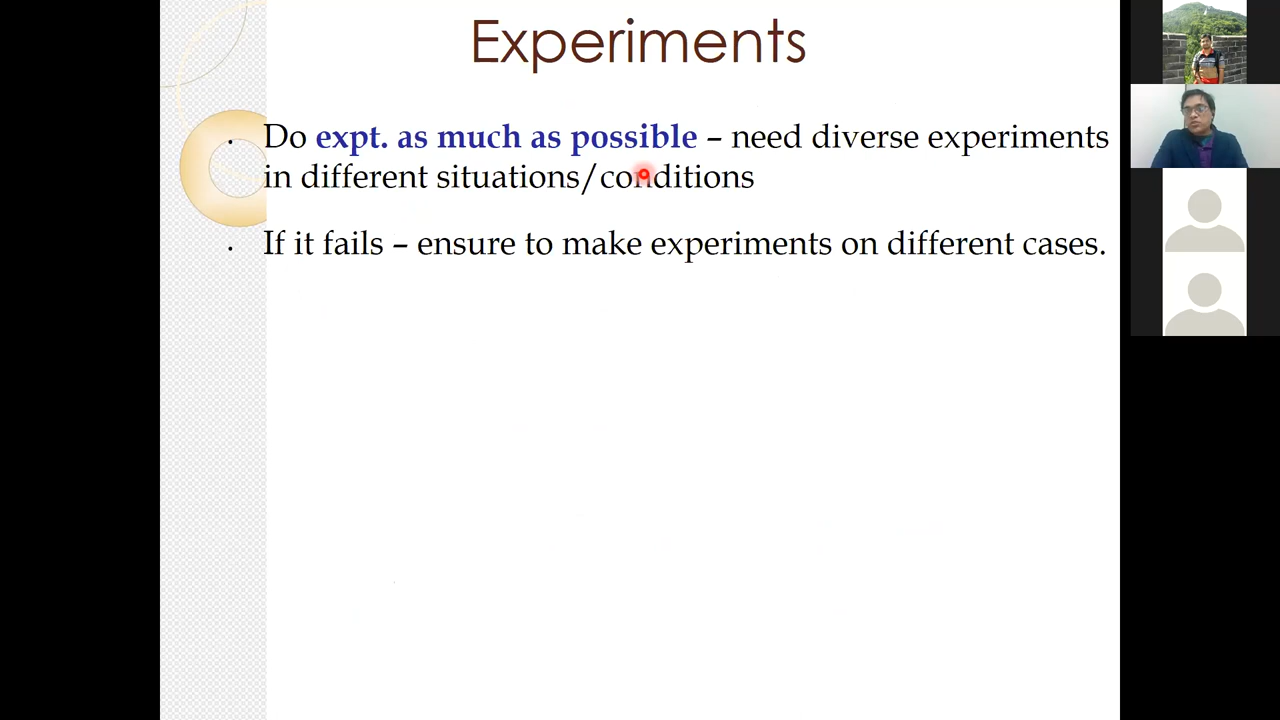 Experiments
. Do expt. as much as possible – need diverse experiments
in different situations/conditions
. If it fails – ensure to make experiments on different cases.